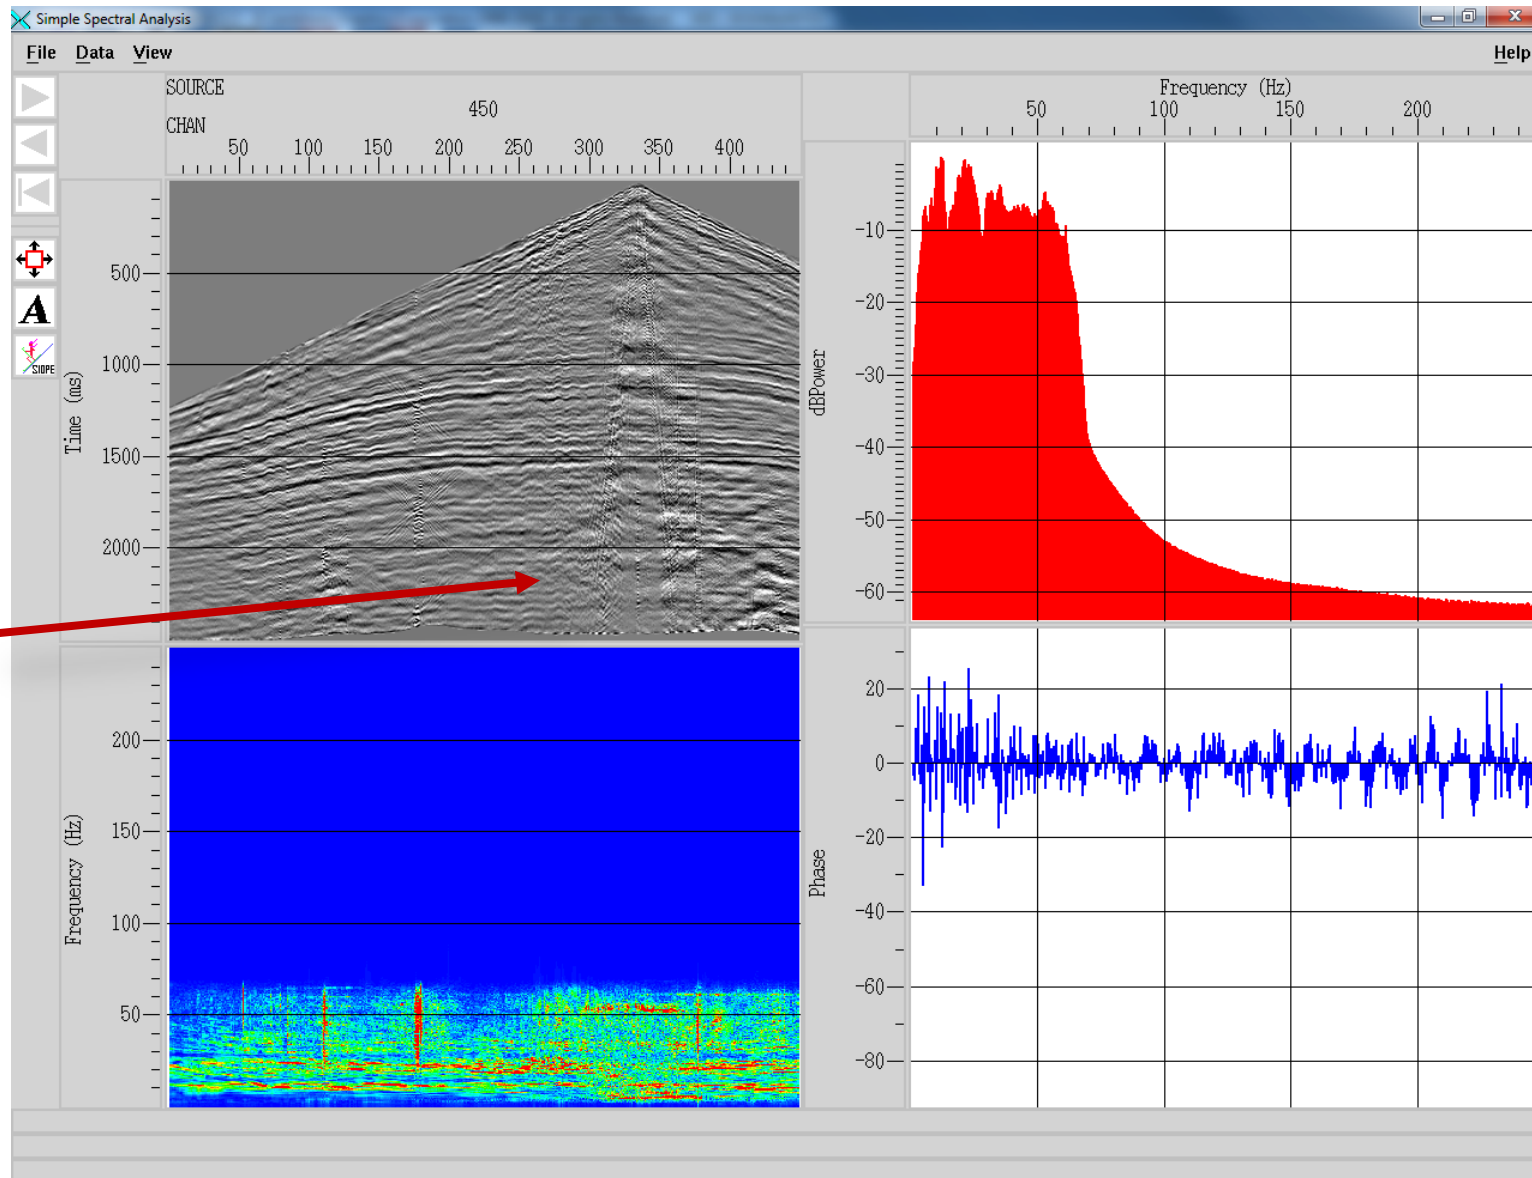 Simple Spectral Analysis
File Data View Help
SOURCE
450
CHAN
50 100 150 200 250 300 350 400
Time (ms)
500
1000
1500
2000
Frequency (Hz)
50 100 150 200
dBPower
-10
-20
-30
-40
-50
-60
A
SlOPE
Frequency (Hz)
200
150
100
50
Phase
20
0
-20
-40
-60
-80